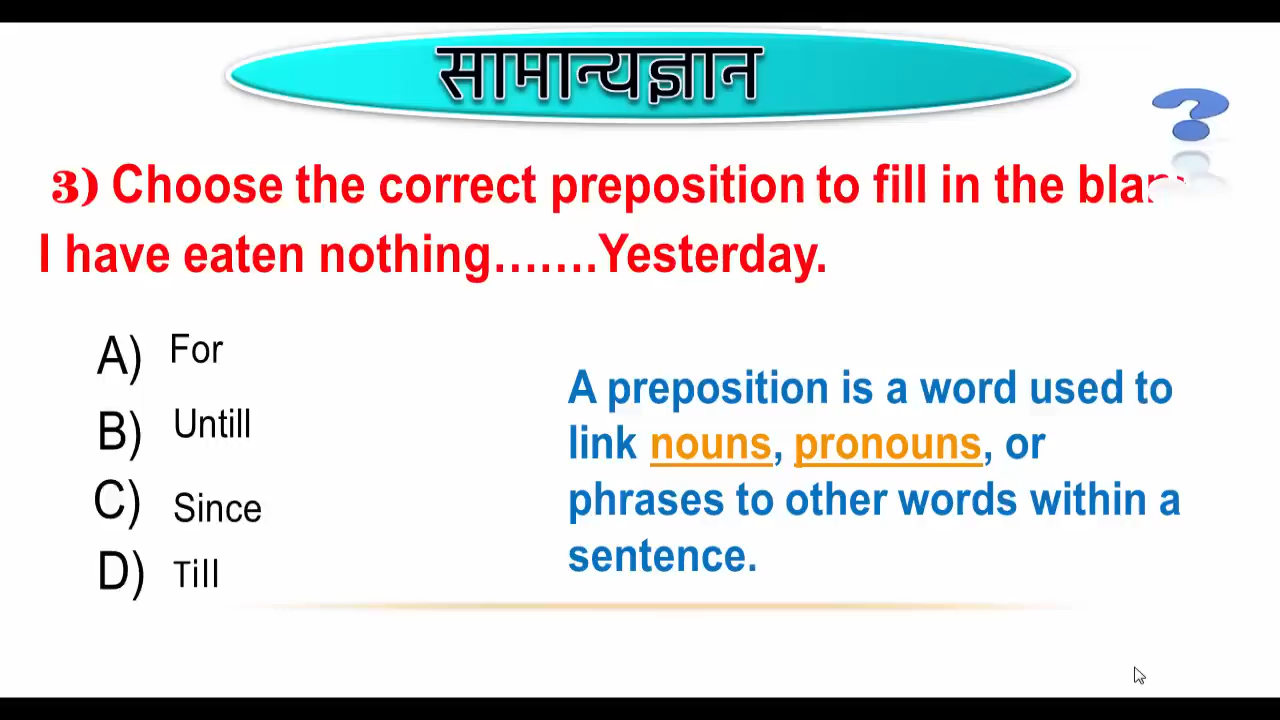 सामान्यज्ञान
3) Choose the correct preposition to fill in the
I have eaten nothing…….Yesterday.
A) For
B) Untill
C) Since
D) Till
A preposition is a word used to
link nouns, pronouns, or
phrases to other words within a
sentence.